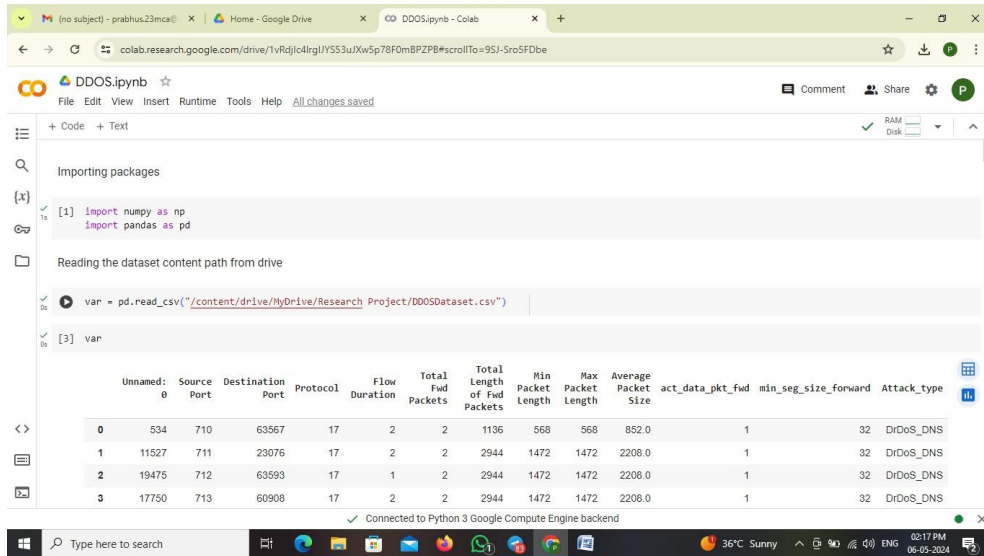 (no subject) - prabhus.23mca@
Home - Google Drive
DDOS.ipynb - Colab
colab.research.google.com/drive/1vRdjlc4lrglJYS53uJXw5p78F0mBPZPB#scrollTo=9SJ-Sro5FDbe
CO DDOS.ipynb
File Edit View Insert Runtime Tools Help All changes saved
Comment Share P
+ Code + Text
RAM
Disk
Importing packages
1s [1] import numpy as np
import pandas as pd
{x}
Reading the dataset content path from drive
0s var = pd.read_csv("/content/drive/MyDrive/Research Project/DDOSDataset.csv")
0s [3] var
Unnamed: 0 Source Port Destination Port Protocol Flow Duration Total Fwd Packets Total Length of Fwd Packets Min Packet Length Max Packet Length Average Packet Size act_data_pkt_fwd min_seg_size_forward Attack_type
0 534 710 63567 17 2 2 1136 568 568 852.0 1 32 DrDoS_DNS
1 11527 711 23076 17 2 2 2944 1472 1472 2208.0 1 32 DrDoS_DNS
2 19475 712 63593 17 1 2 2944 1472 1472 2208.0 1 32 DrDoS_DNS
3 17750 713 60908 17 2 2 2944 1472 1472 2208.0 1 32 DrDoS_DNS
Connected to Python 3 Google Compute Engine backend
Type here to search
36°C Sunny
ENG
02:17 PM
06-05-2024